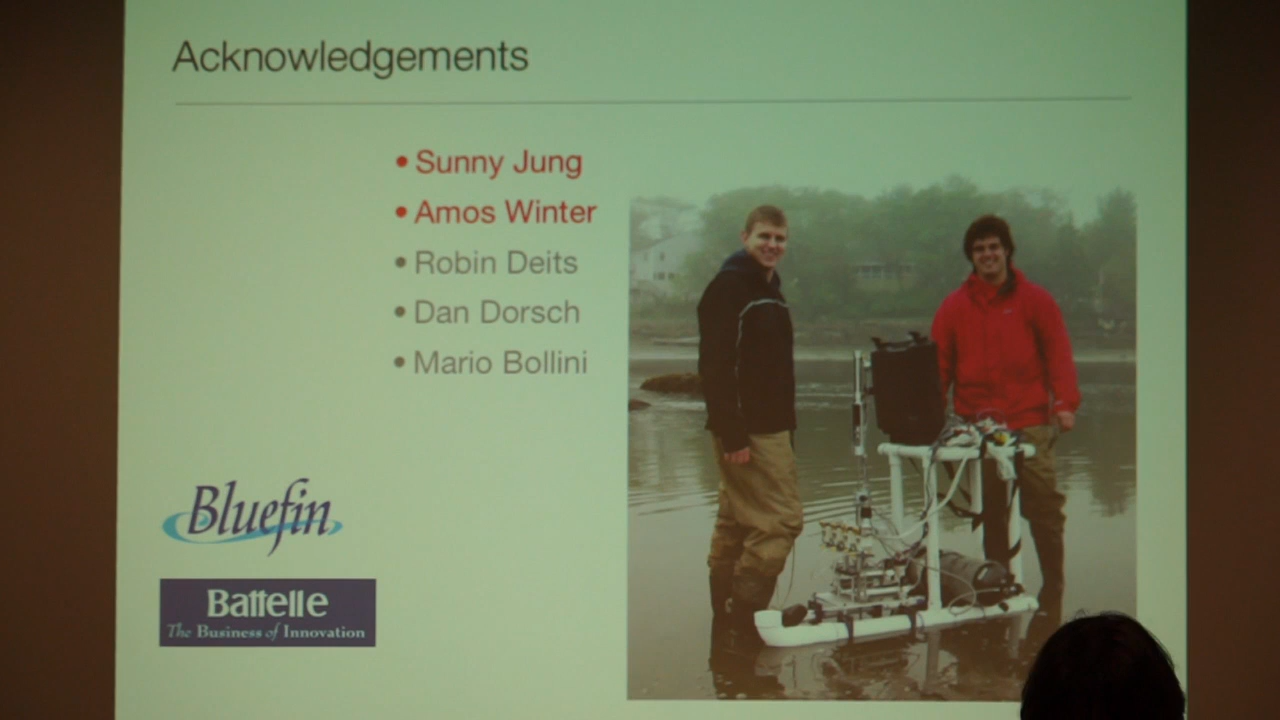 Acknowledgements
• Sunny Jung
• Amos Winter
• Robin Deits
• Dan Dorsch
• Mario Bollini
Bluefin
Battelle
The Business of Innovation